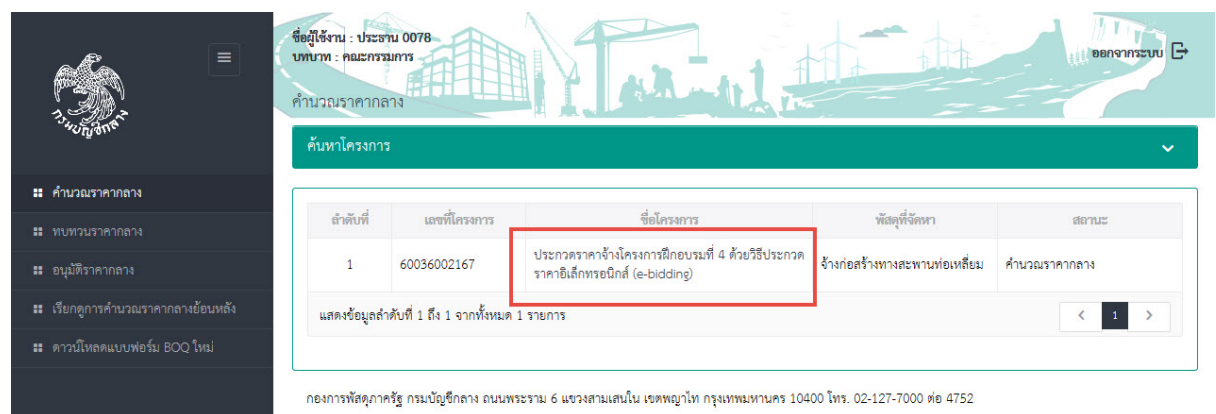 ชื่อผู้ใช้งาน : ประธาน 0078
บทบาท : คณะกรรมการ
ออกจากระบบ
คำนวณราคากลาง
กรมบัญชีกลาง
ค้นหาโครงการ
คำนวณราคากลาง
ทบทวนราคากลาง
อนุมัติราคากลาง
เรียกดูการคำนวณราคากลางย้อนหลัง
ดาวน์โหลดแบบฟอร์ม BOQ ใหม่
ลำดับที่ เลขที่โครงการ ชื่อโครงการ พัสดุที่จัดหา สถานะ
1 60036002167 ประกวดราคาจ้างโครงการฝึกอบรมที่ 4 ด้วยวิธีประกวด
ราคาอิเล็กทรอนิกส์ (e-bidding) จ้างก่อสร้างทางสะพานท่อเหลี่ยม คำนวณราคากลาง
แสดงข้อมูลลำดับที่ 1 ถึง 1 จากทั้งหมด 1 รายการ
1
กองการพัสดุภาครัฐ กรมบัญชีกลาง ถนนพระราม 6 แขวงสามเสนใน เขตพญาไท กรุงเทพมหานคร 10400 โทร. 02-127-7000 ต่อ 4752